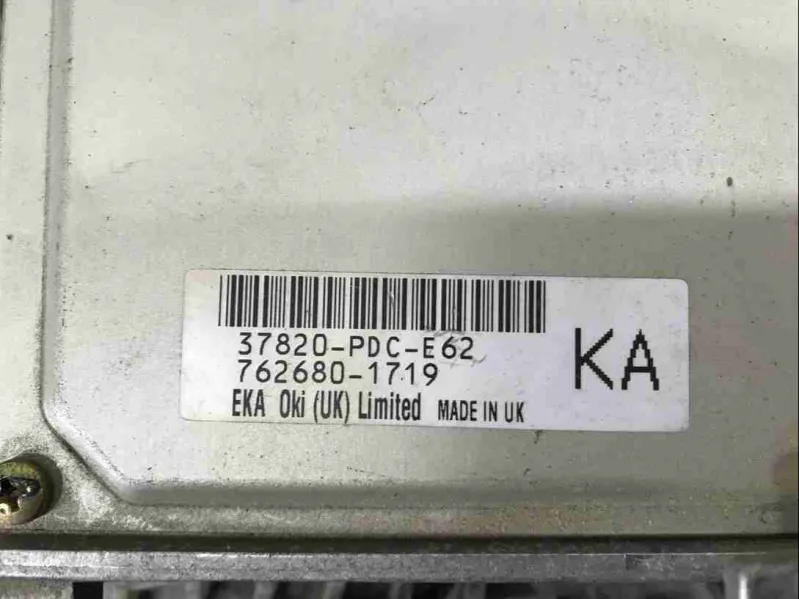 37820-PDC-E62
762680-1719
EKA Oki (UK) Limited MADE IN UK
KA